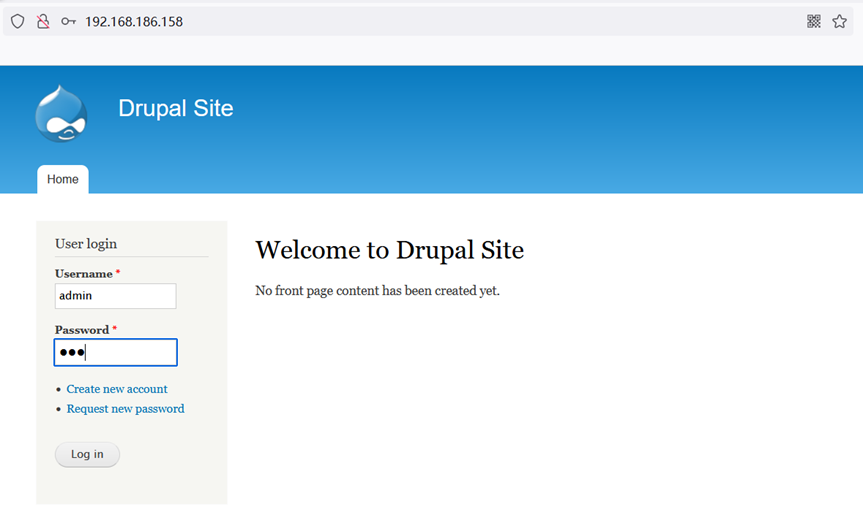 192.168.186.158
Drupal Site
Home
User login
Username *
admin
Password *
●●●
Create new account
Request new password
Log in
Welcome to Drupal Site
No front page content has been created yet.